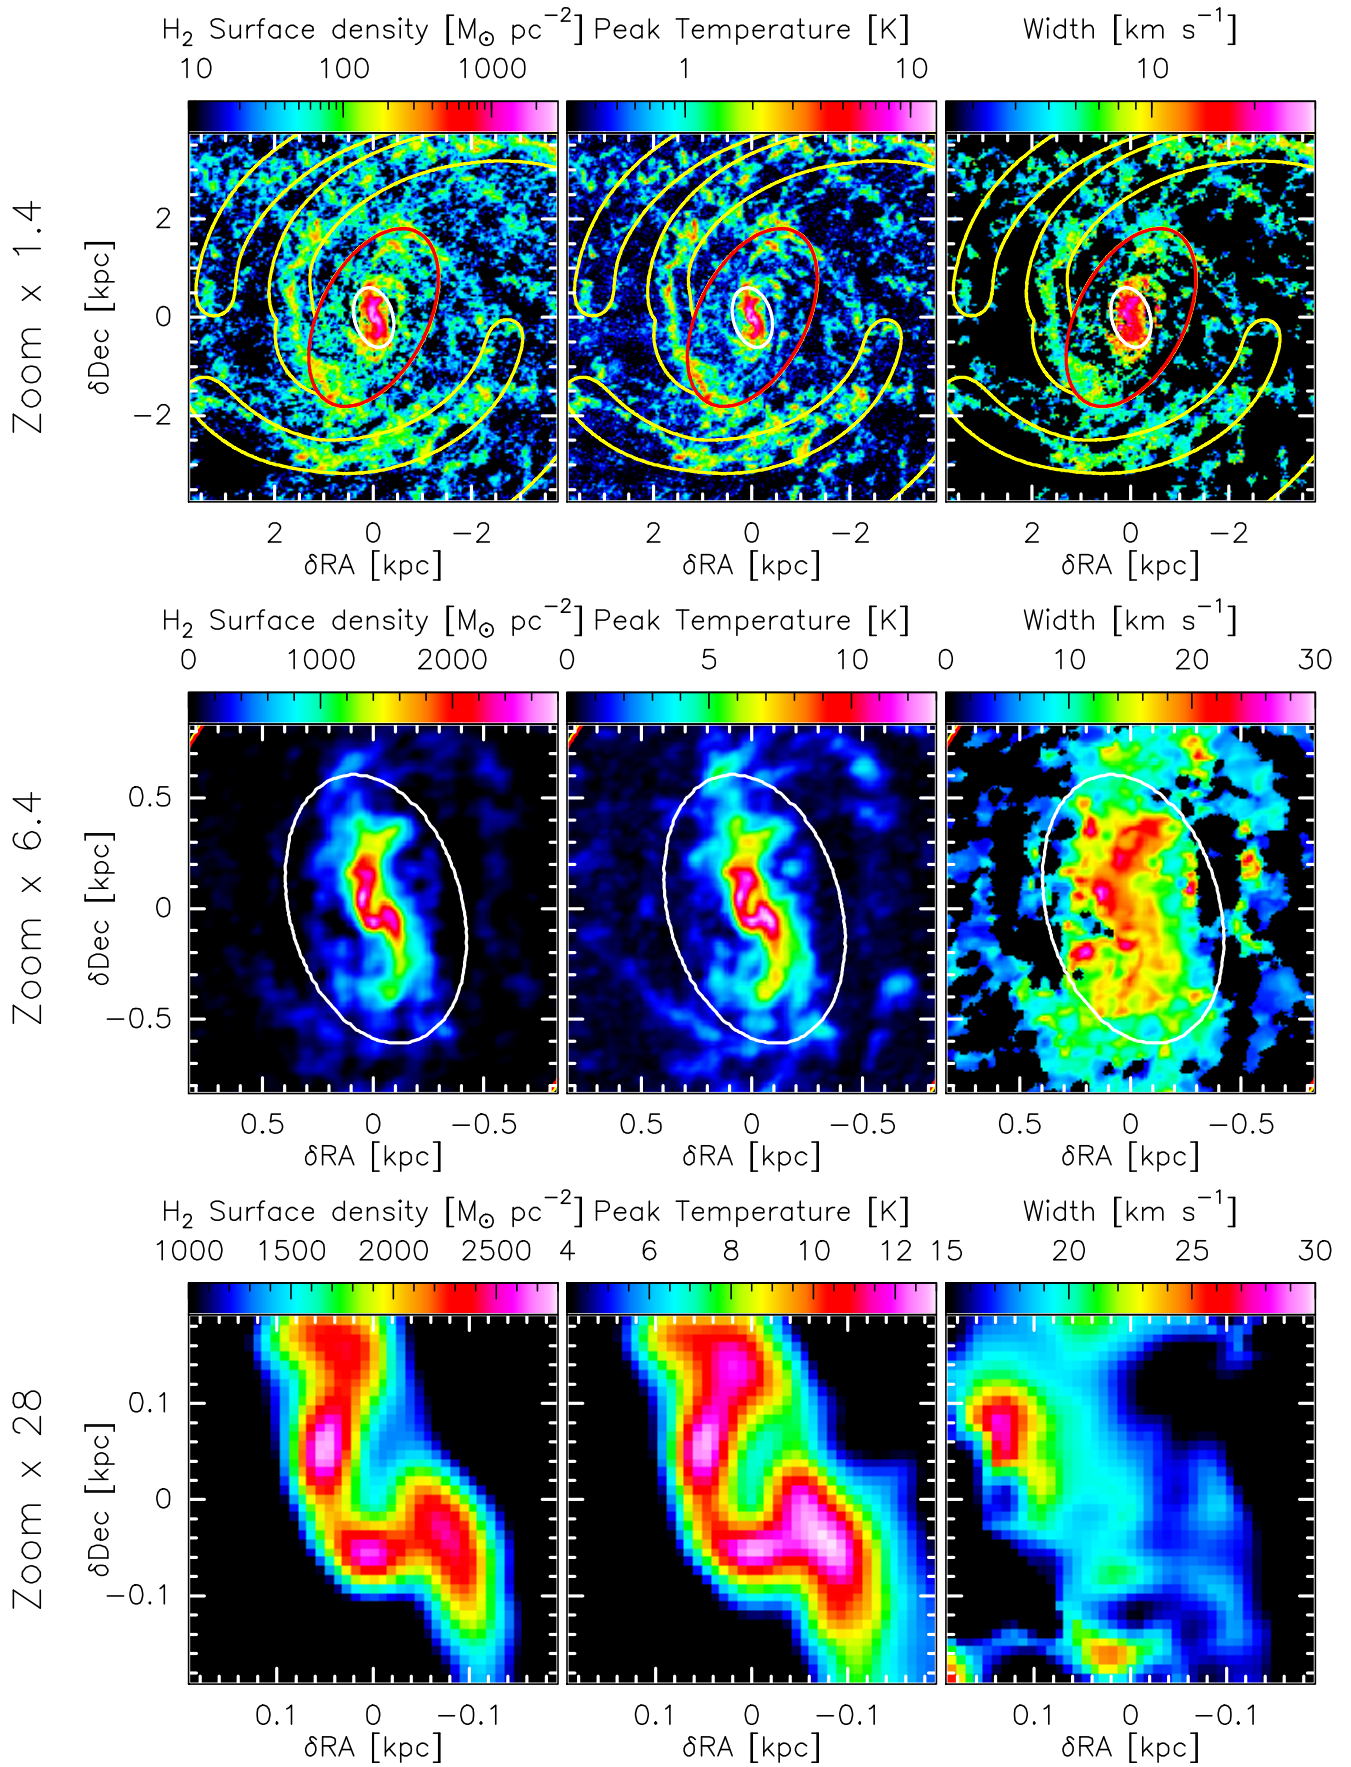 H₂ Surface density [M⊙ pc⁻²] Peak Temperature [K] Width [km s⁻¹]
10 100 1000 1 10 10
Zoom x 1.4
δDec [kpc]
2
0
−2
2 0 −2 2 0 −2 2 0 −2
δRA [kpc] δRA [kpc] δRA [kpc]
H₂ Surface density [M⊙ pc⁻²] Peak Temperature [K] Width [km s⁻¹]
0 1000 2000 0 5 10 0 10 20 30
Zoom x 6.4
δDec [kpc]
0.5
0
−0.5
0.5 0 −0.5 0.5 0 −0.5 0.5 0 −0.5
δRA [kpc] δRA [kpc] δRA [kpc]
H₂ Surface density [M⊙ pc⁻²] Peak Temperature [K] Width [km s⁻¹]
1000 1500 2000 2500 4 6 8 10 12 15 20 25 30
Zoom x 28
δDec [kpc]
0.1
0
−0.1
0.1 0 −0.1 0.1 0 −0.1 0.1 0 −0.1
δRA [kpc] δRA [kpc] δRA [kpc]